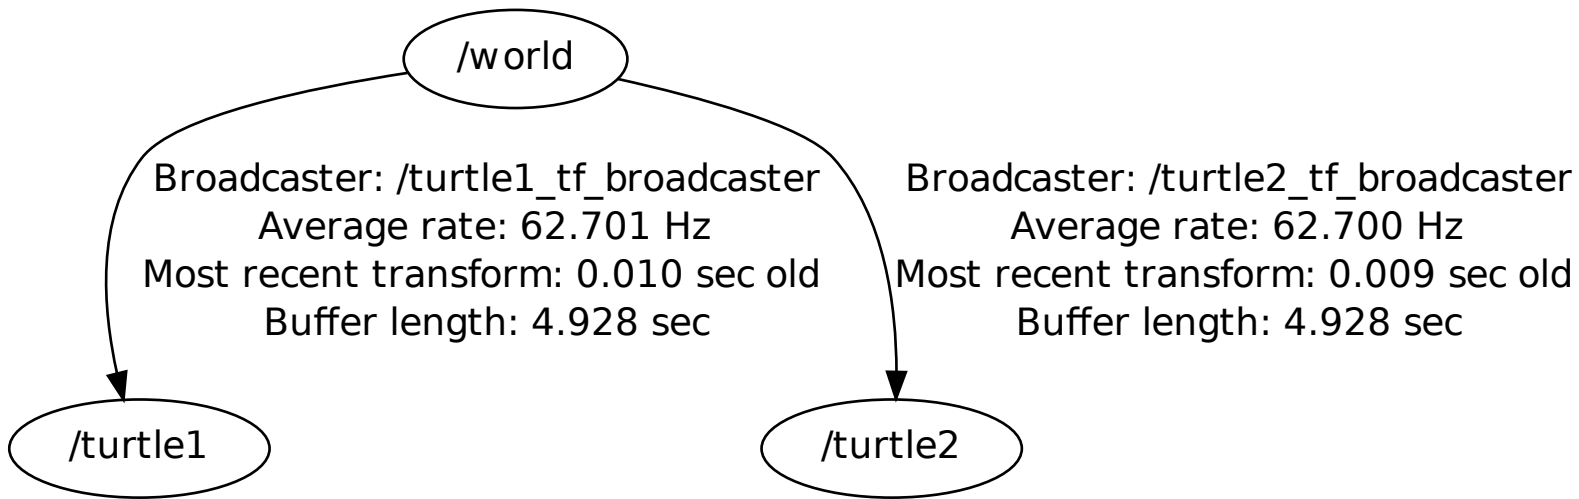 /world
Broadcaster: /turtle1_tf_broadcaster
Average rate: 62.701 Hz
Most recent transform: 0.010 sec old
Buffer length: 4.928 sec
Broadcaster: /turtle2_tf_broadcaster
Average rate: 62.700 Hz
Most recent transform: 0.009 sec old
Buffer length: 4.928 sec
/turtle1
/turtle2